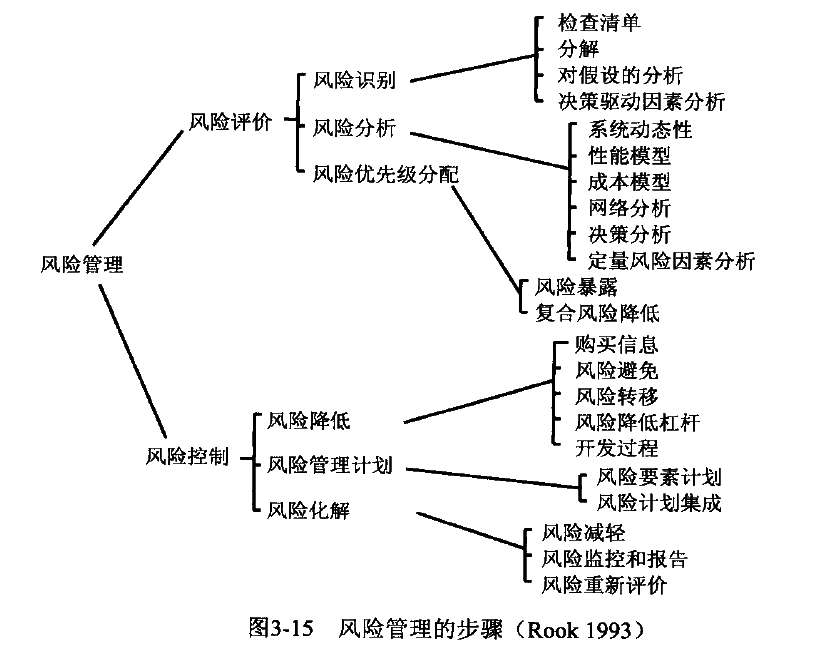 风险管理
风险评价
风险识别
检查清单
分解
对假设的分析
决策驱动因素分析
风险分析
系统动态性
性能模型
成本模型
网络分析
决策分析
定量风险因素分析
风险优先级分配
风险暴露
复合风险降低
风险控制
风险降低
购买信息
风险避免
风险转移
风险降低杠杆
开发过程
风险管理计划
风险要素计划
风险计划集成
风险化解
风险减轻
风险监控和报告
风险重新评价
图3-15 风险管理的步骤（Rook 1993）